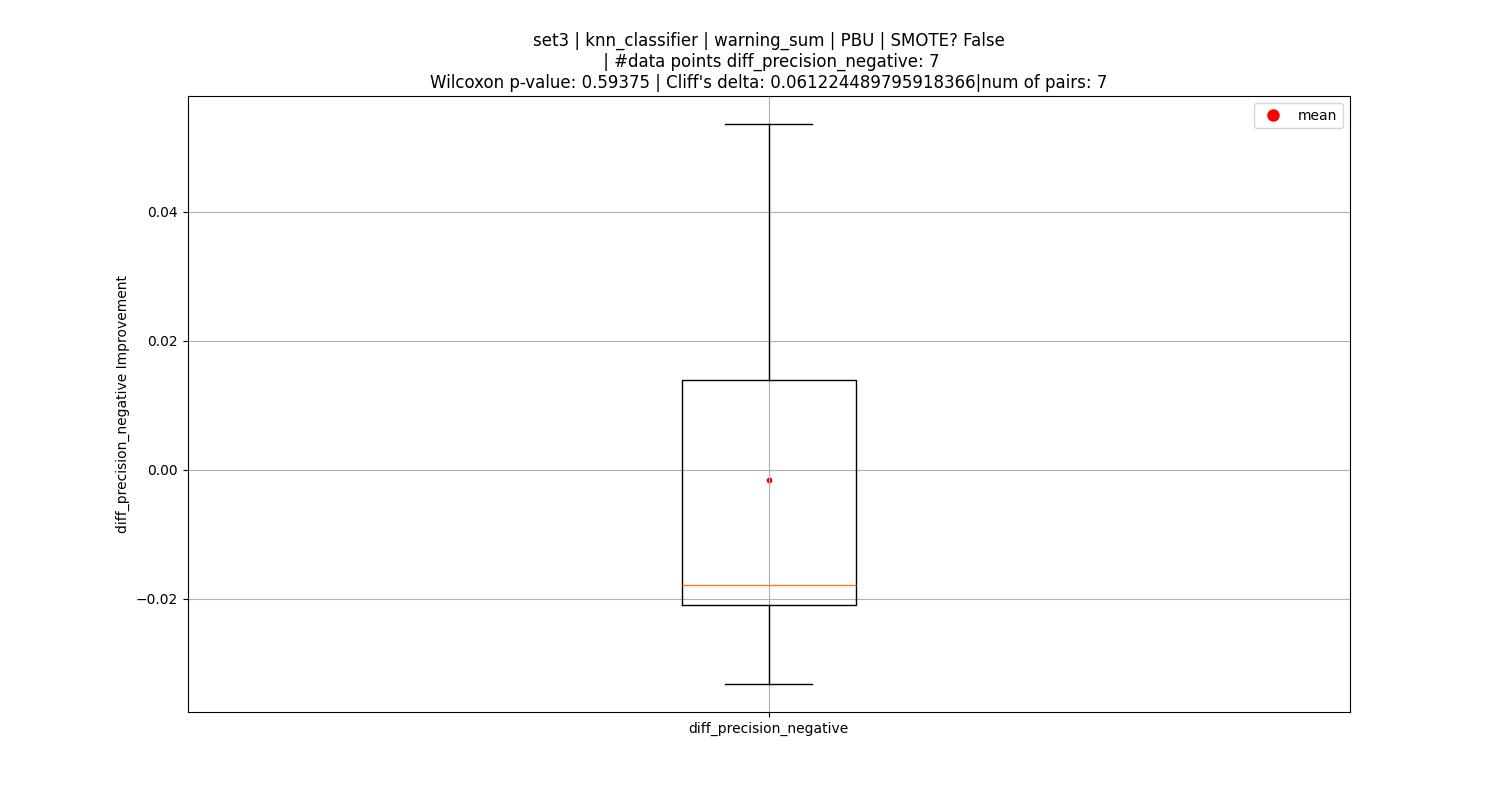 set3 | knn_classifier | warning_sum | PBU | SMOTE? False
| #data points diff_precision_negative: 7
Wilcoxon p-value: 0.59375 | Cliff's delta: 0.061224489795918366|num of pairs: 7
mean
0.04
0.02
0.00
−0.02
diff_precision_negative Improvement
diff_precision_negative